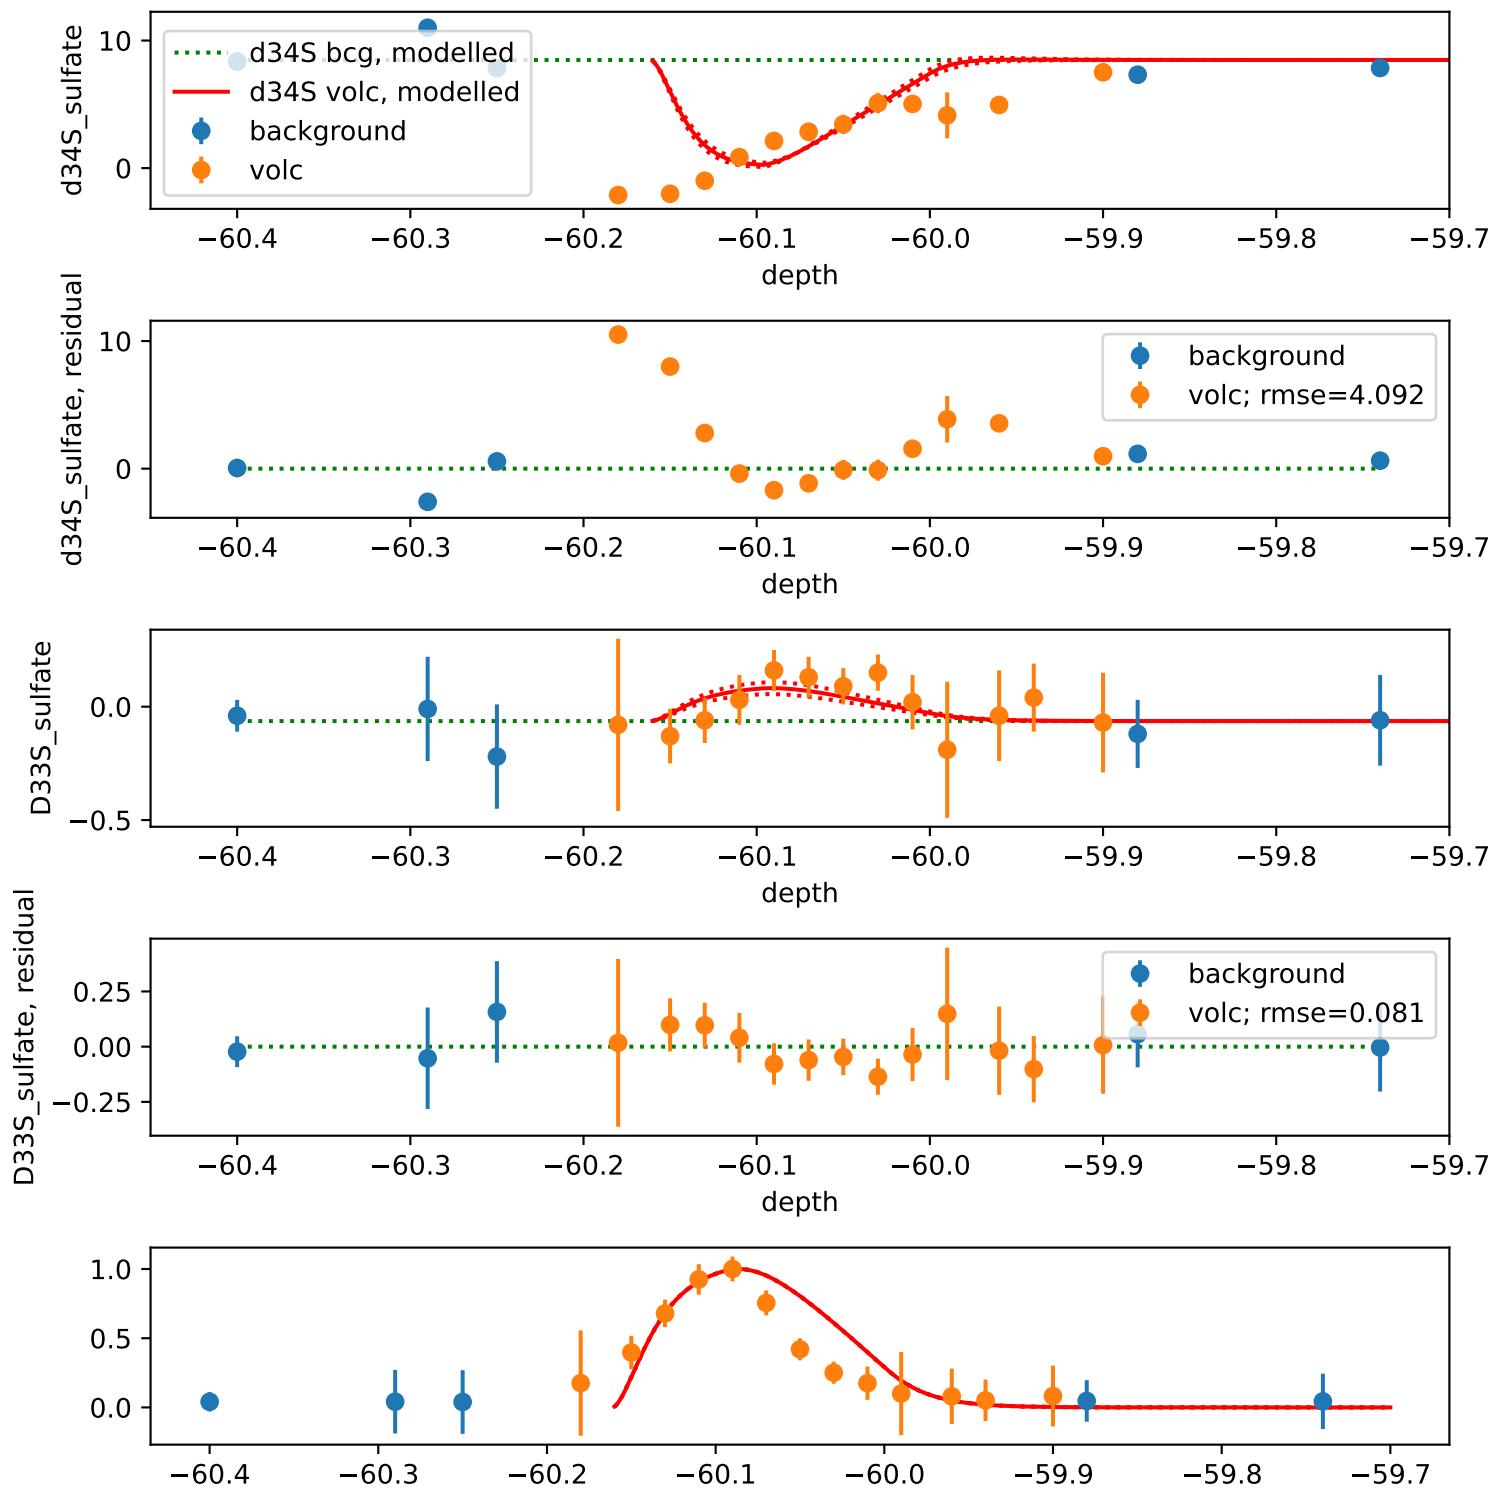 d34S_sulfate
10
0
d34S bcg, modelled
d34S volc, modelled
background
volc
−60.4 −60.3 −60.2 −60.1 −60.0 −59.9 −59.8 −59.7
depth
d34S_sulfate, residual
10
0
background
volc; rmse=4.092
−60.4 −60.3 −60.2 −60.1 −60.0 −59.9 −59.8 −59.7
depth
D33S_sulfate
0.0
−0.5
−60.4 −60.3 −60.2 −60.1 −60.0 −59.9 −59.8 −59.7
depth
D33S_sulfate, residual
0.25
0.00
−0.25
background
volc; rmse=0.081
−60.4 −60.3 −60.2 −60.1 −60.0 −59.9 −59.8 −59.7
depth
1.0
0.5
0.0
−60.4 −60.3 −60.2 −60.1 −60.0 −59.9 −59.8 −59.7